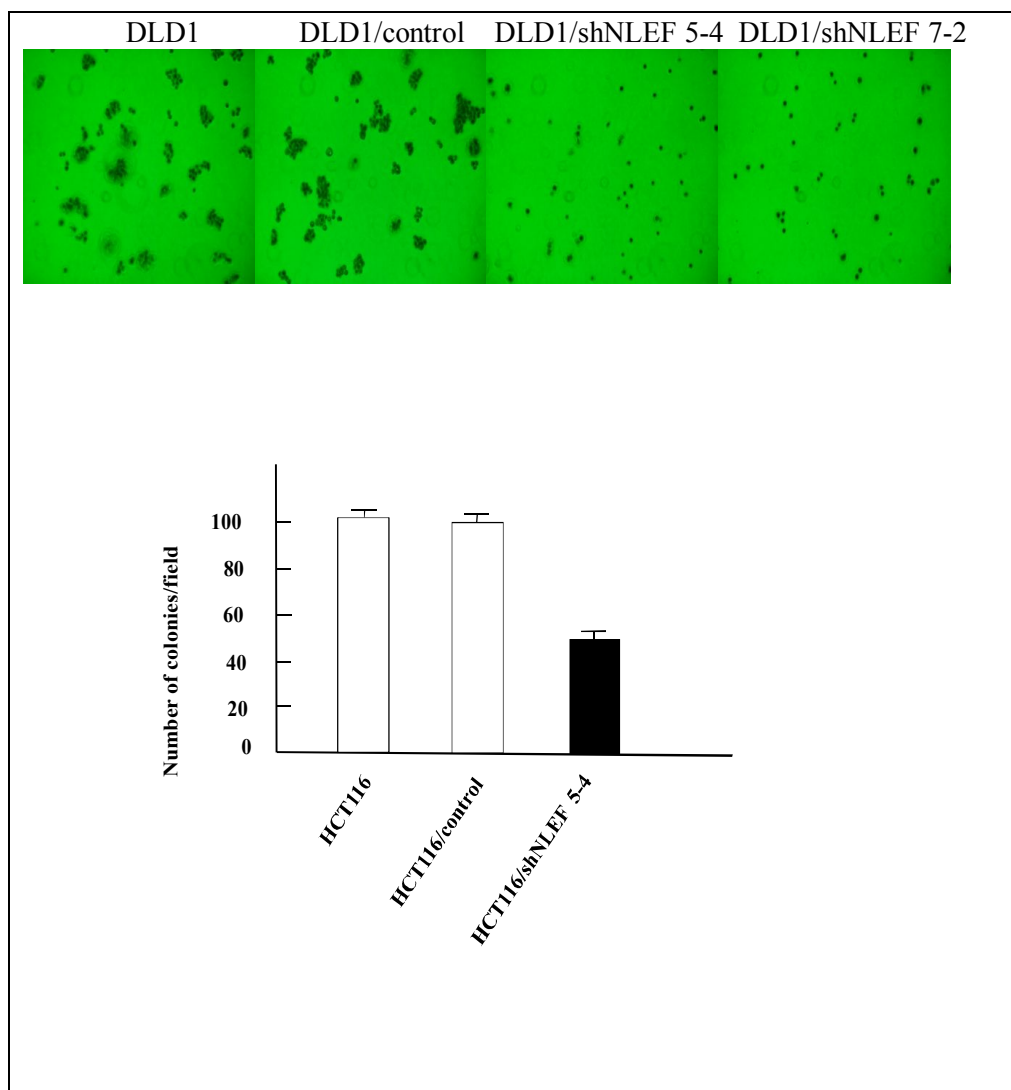 DLD1 DLD1/control DLD1/shNLEF 5-4 DLD1/shNLEF 7-2
Number of colonies/field
100
80
60
40
20
0
HCT116
HCT116/control
HCT116/shNLEF 5-4